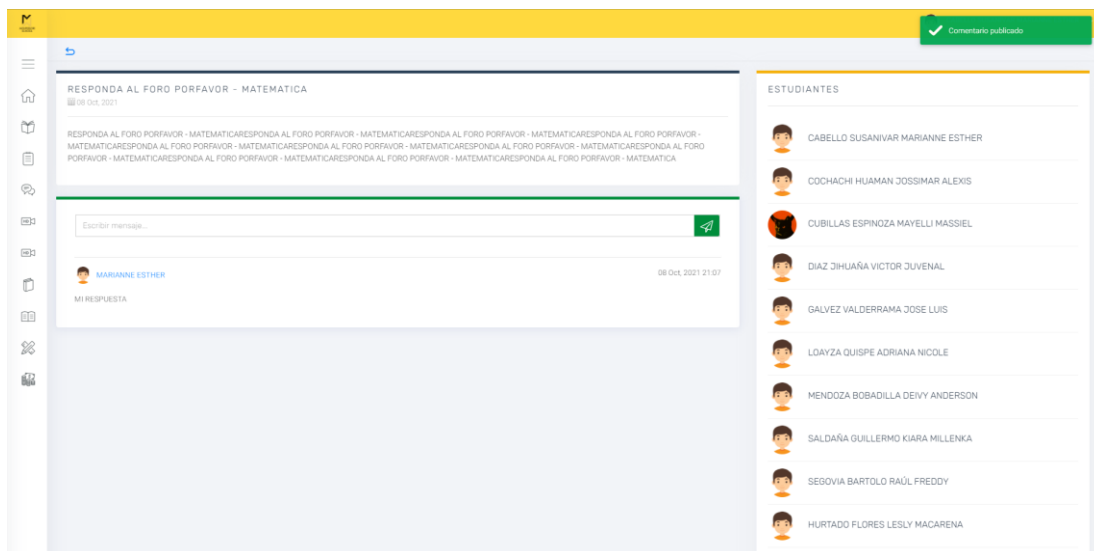 Comentario publicado
RESPONDA AL FORO PORFAVOR - MATEMATICA
08 Oct, 2021
RESPONDA AL FORO PORFAVOR - MATEMATICARESPONDA AL FORO PORFAVOR - MATEMATICARESPONDA AL FORO PORFAVOR - MATEMATICARESPONDA AL FORO PORFAVOR -
MATEMATICARESPONDA AL FORO PORFAVOR - MATEMATICARESPONDA AL FORO PORFAVOR - MATEMATICARESPONDA AL FORO PORFAVOR - MATEMATICARESPONDA AL FORO
PORFAVOR - MATEMATICARESPONDA AL FORO PORFAVOR - MATEMATICARESPONDA AL FORO PORFAVOR - MATEMATICARESPONDA AL FORO PORFAVOR - MATEMATICA
Escribir mensaje...
MARIANNE ESTHER
08 Oct, 2021 21:07
MI RESPUESTA
ESTUDIANTES
CABELLO SUSANIVAR MARIANNE ESTHER
COCHACHI HUAMAN JOSSIMAR ALEXIS
CUBILLAS ESPINOZA MAYELLI MASSIEL
DIAZ JIHUAÑA VICTOR JUVENAL
GALVEZ VALDERRAMA JOSE LUIS
LOAYZA QUISPE ADRIANA NICOLE
MENDOZA BOBADILLA DEIVY ANDERSON
SALDAÑA GUILLERMO KIARA MILLENKA
SEGOVIA BARTOLO RAÚL FREDDY
HURTADO FLORES LESLY MACARENA